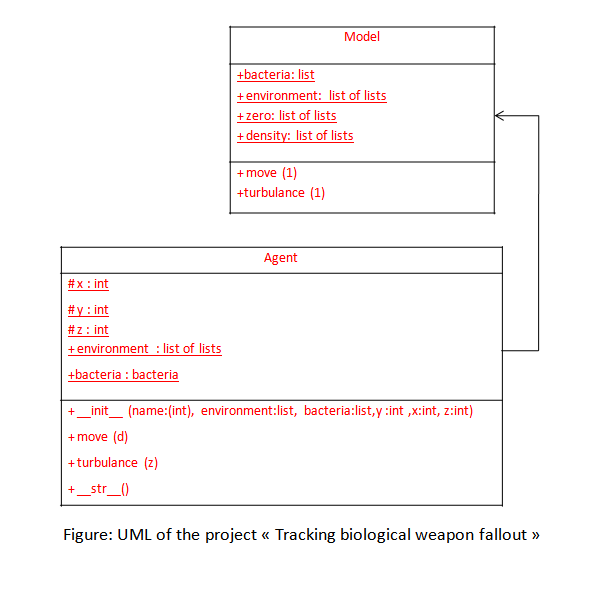 Model
+bacteria: list
+environment: list of lists
+zero: list of lists
+density: list of lists
+move (1)
+turbulance (1)
Agent
#x : int
#y : int
#z : int
+environment : list of lists
+bacteria : bacteria
+__init__ (name:(int), environment:list, bacteria:list,y :int ,x:int, z:int)
+move (d)
+turbulance (z)
+__str__()
Figure: UML of the project « Tracking biological weapon fallout »